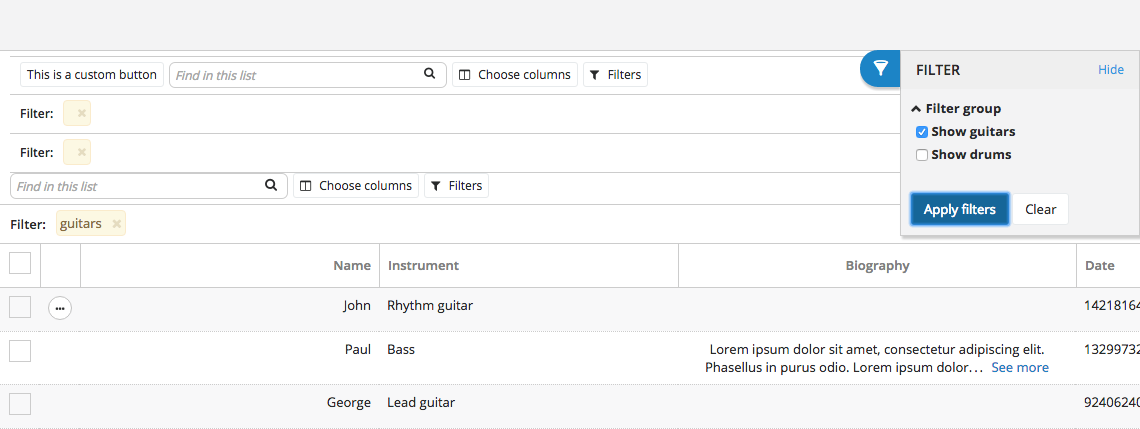 This is a custom button Find in this list Choose columns Filters
FILTER Hide
Filter:
Filter group
Show guitars
Filter:
Show drums
Find in this list Choose columns Filters
Apply filters Clear
Filter: guitars
Name Instrument Biography Date
... John Rhythm guitar 14218164
Paul Bass Lorem ipsum dolor sit amet, consectetur adipiscing elit. 13299732
Phasellus in purus odio. Lorem ipsum dolor... See more
George Lead guitar 92406240